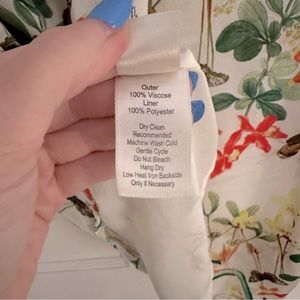 Outer
100% Viscose
Liner
100% Polyester
Dry Clean
Recommended
Machine Wash Cold
Gentle Cycle
Do Not Bleach
Hang Dry
Low Heat Iron Backside
Only if Necessary